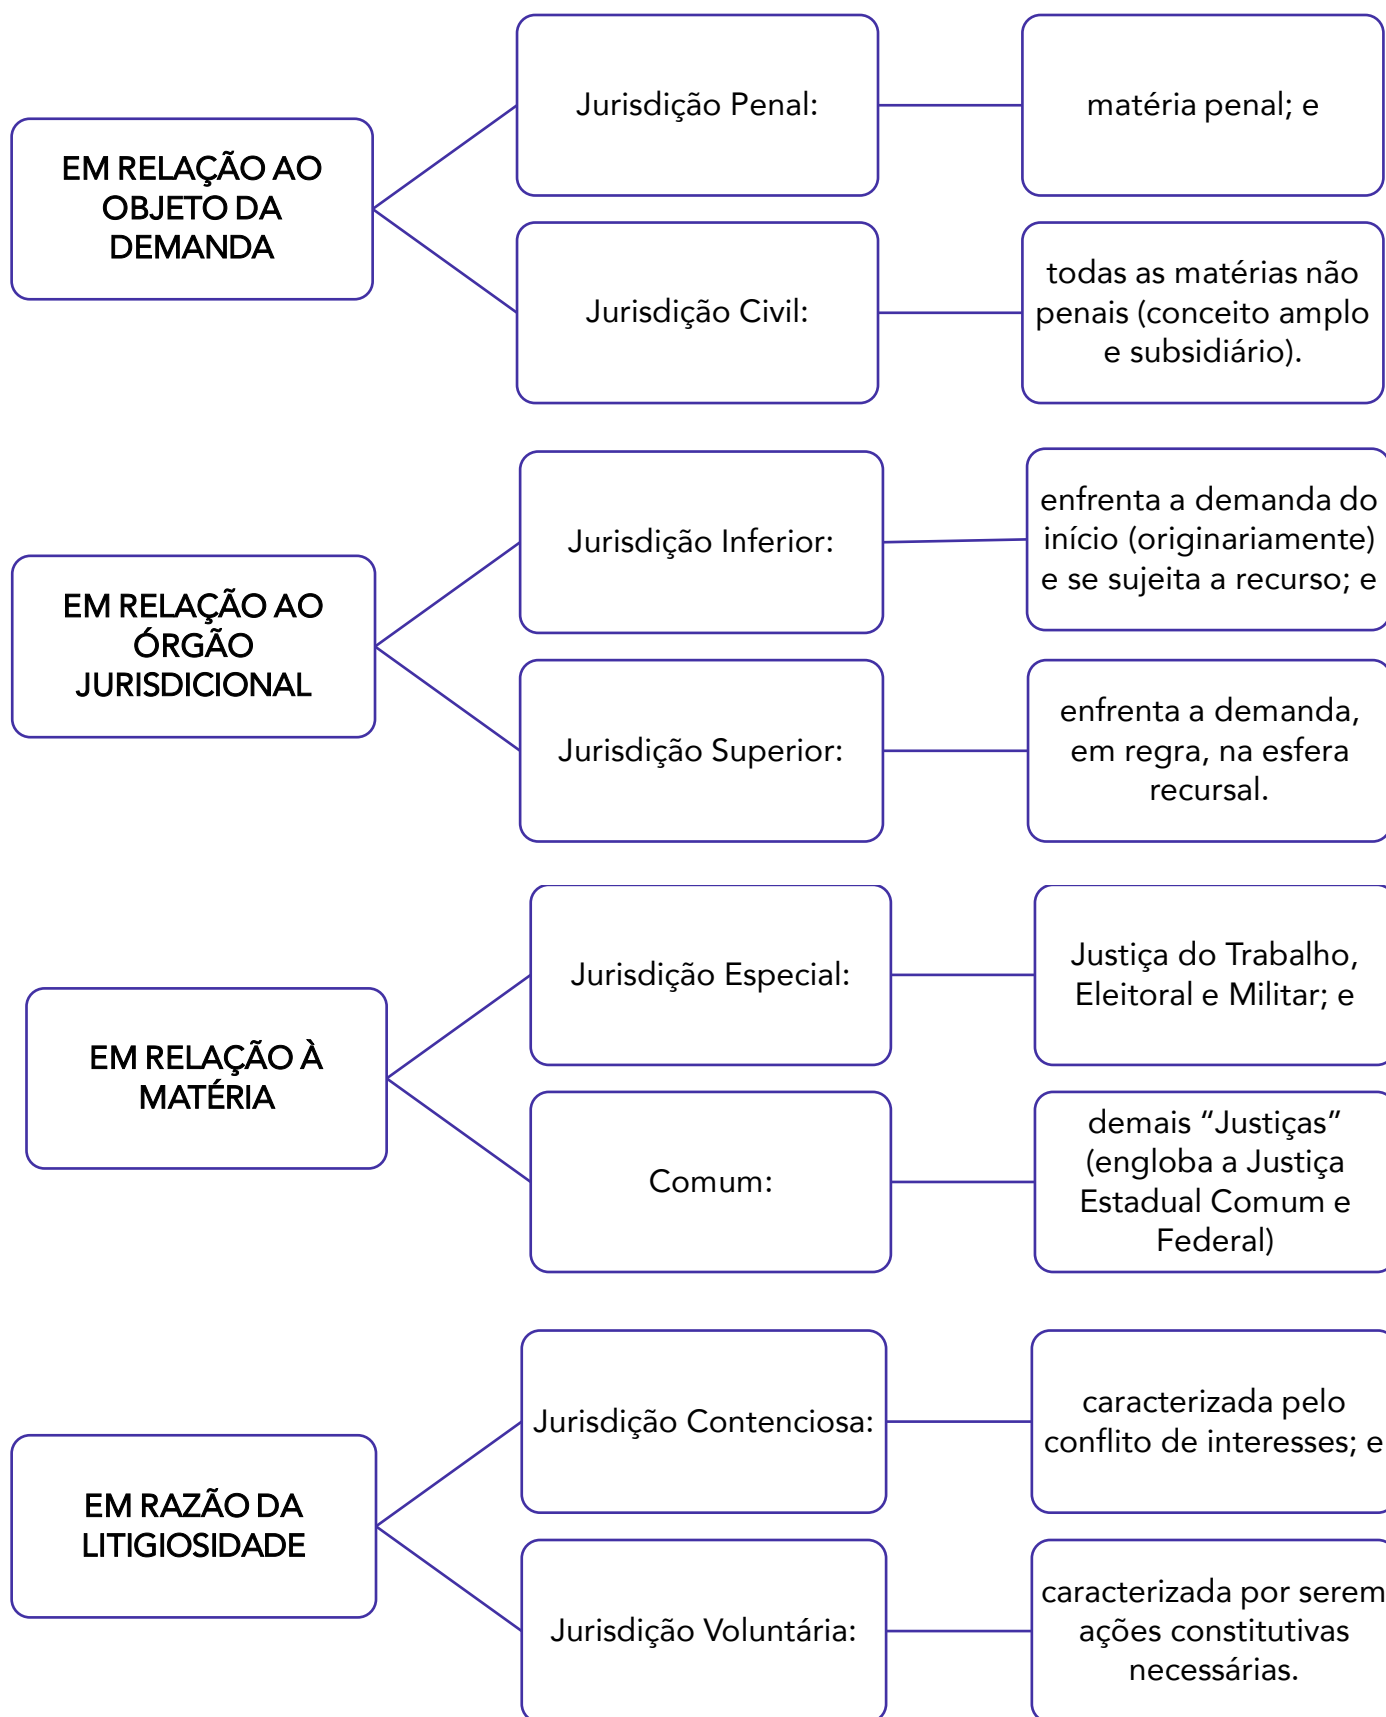 EM RELAÇÃO AO
OBJETO DA
DEMANDA
Jurisdição Penal:
matéria penal; e
Jurisdição Civil:
todas as matérias não
penais (conceito amplo
e subsidiário).
EM RELAÇÃO AO
ÓRGÃO
JURISDICIONAL
Jurisdição Inferior:
enfrenta a demanda do
início (originariamente)
e se sujeita a recurso; e
Jurisdição Superior:
enfrenta a demanda,
em regra, na esfera
recursal.
EM RELAÇÃO À
MATÉRIA
Jurisdição Especial:
Justiça do Trabalho,
Eleitoral e Militar; e
Comum:
demais “Justiças”
(engloba a Justiça
Estadual Comum e
Federal)
EM RAZÃO DA
LITIGIOSIDADE
Jurisdição Contenciosa:
caracterizada pelo
conflito de interesses; e
Jurisdição Voluntária:
caracterizada por serem
ações constitutivas
necessárias.